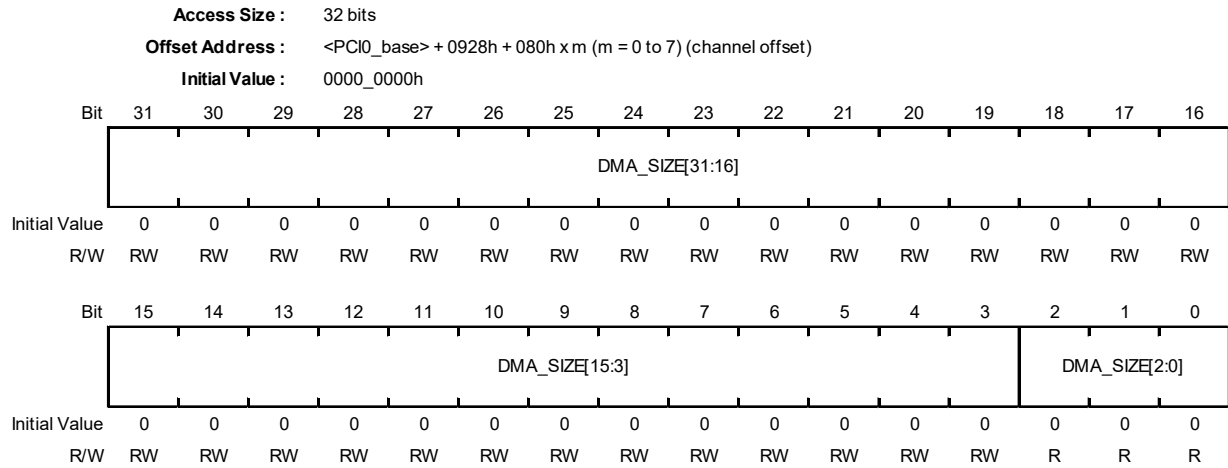 Access Size : 32 bits
Offset Address : <PCI0_base> + 0928h + 080h x m (m = 0 to 7) (channel offset)
Initial Value : 0000_0000h
Bit 31 30 29 28 27 26 25 24 23 22 21 20 19 18 17 16
DMA_SIZE[31:16]
Initial Value 0 0 0 0 0 0 0 0 0 0 0 0 0 0 0 0
R/W RW RW RW RW RW RW RW RW RW RW RW RW RW RW RW RW
Bit 15 14 13 12 11 10 9 8 7 6 5 4 3 2 1 0
DMA_SIZE[15:3] DMA_SIZE[2:0]
Initial Value 0 0 0 0 0 0 0 0 0 0 0 0 0 0 0 0
R/W RW RW RW RW RW RW RW RW RW RW RW RW RW R R R